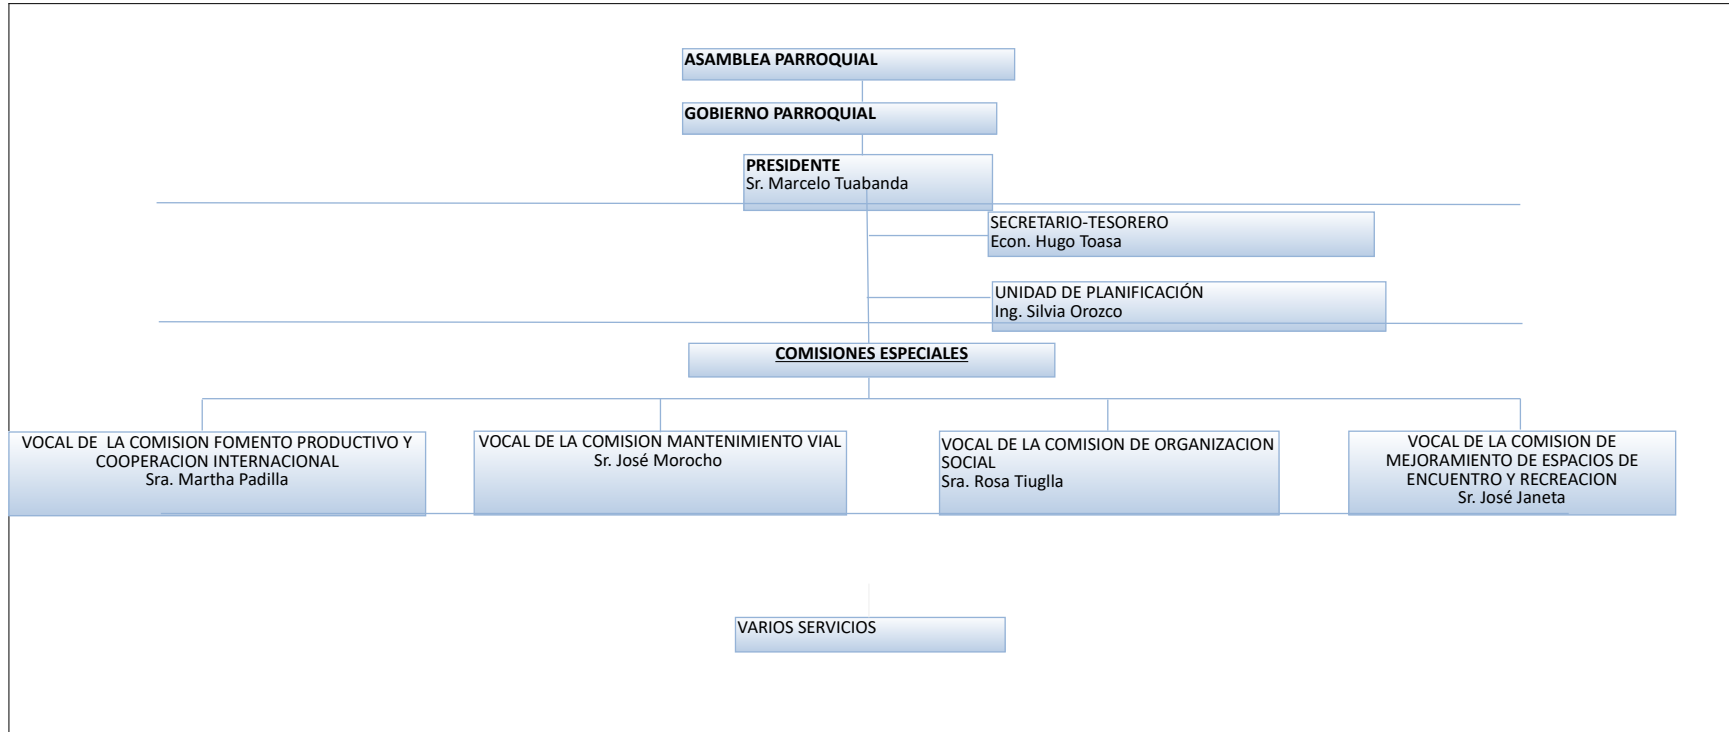 ASAMBLEA PARROQUIAL
GOBIERNO PARROQUIAL
PRESIDENTE
Sr. Marcelo Tuabanda
SECRETARIO-TESORERO
Econ. Hugo Toasa
UNIDAD DE PLANIFICACIÓN
Ing. Silvia Orozco
COMISIONES ESPECIALES
VOCAL DE LA COMISION FOMENTO PRODUCTIVO Y
COOPERACION INTERNACIONAL
Sra. Martha Padilla
VOCAL DE LA COMISION MANTENIMIENTO VIAL
Sr. José Morocho
VOCAL DE LA COMISION DE ORGANIZACION
SOCIAL
Sra. Rosa Tiuglla
VOCAL DE LA COMISION DE
MEJORAMIENTO DE ESPACIOS DE
ENCUENTRO Y RECREACION
Sr. José Janeta
VARIOS SERVICIOS